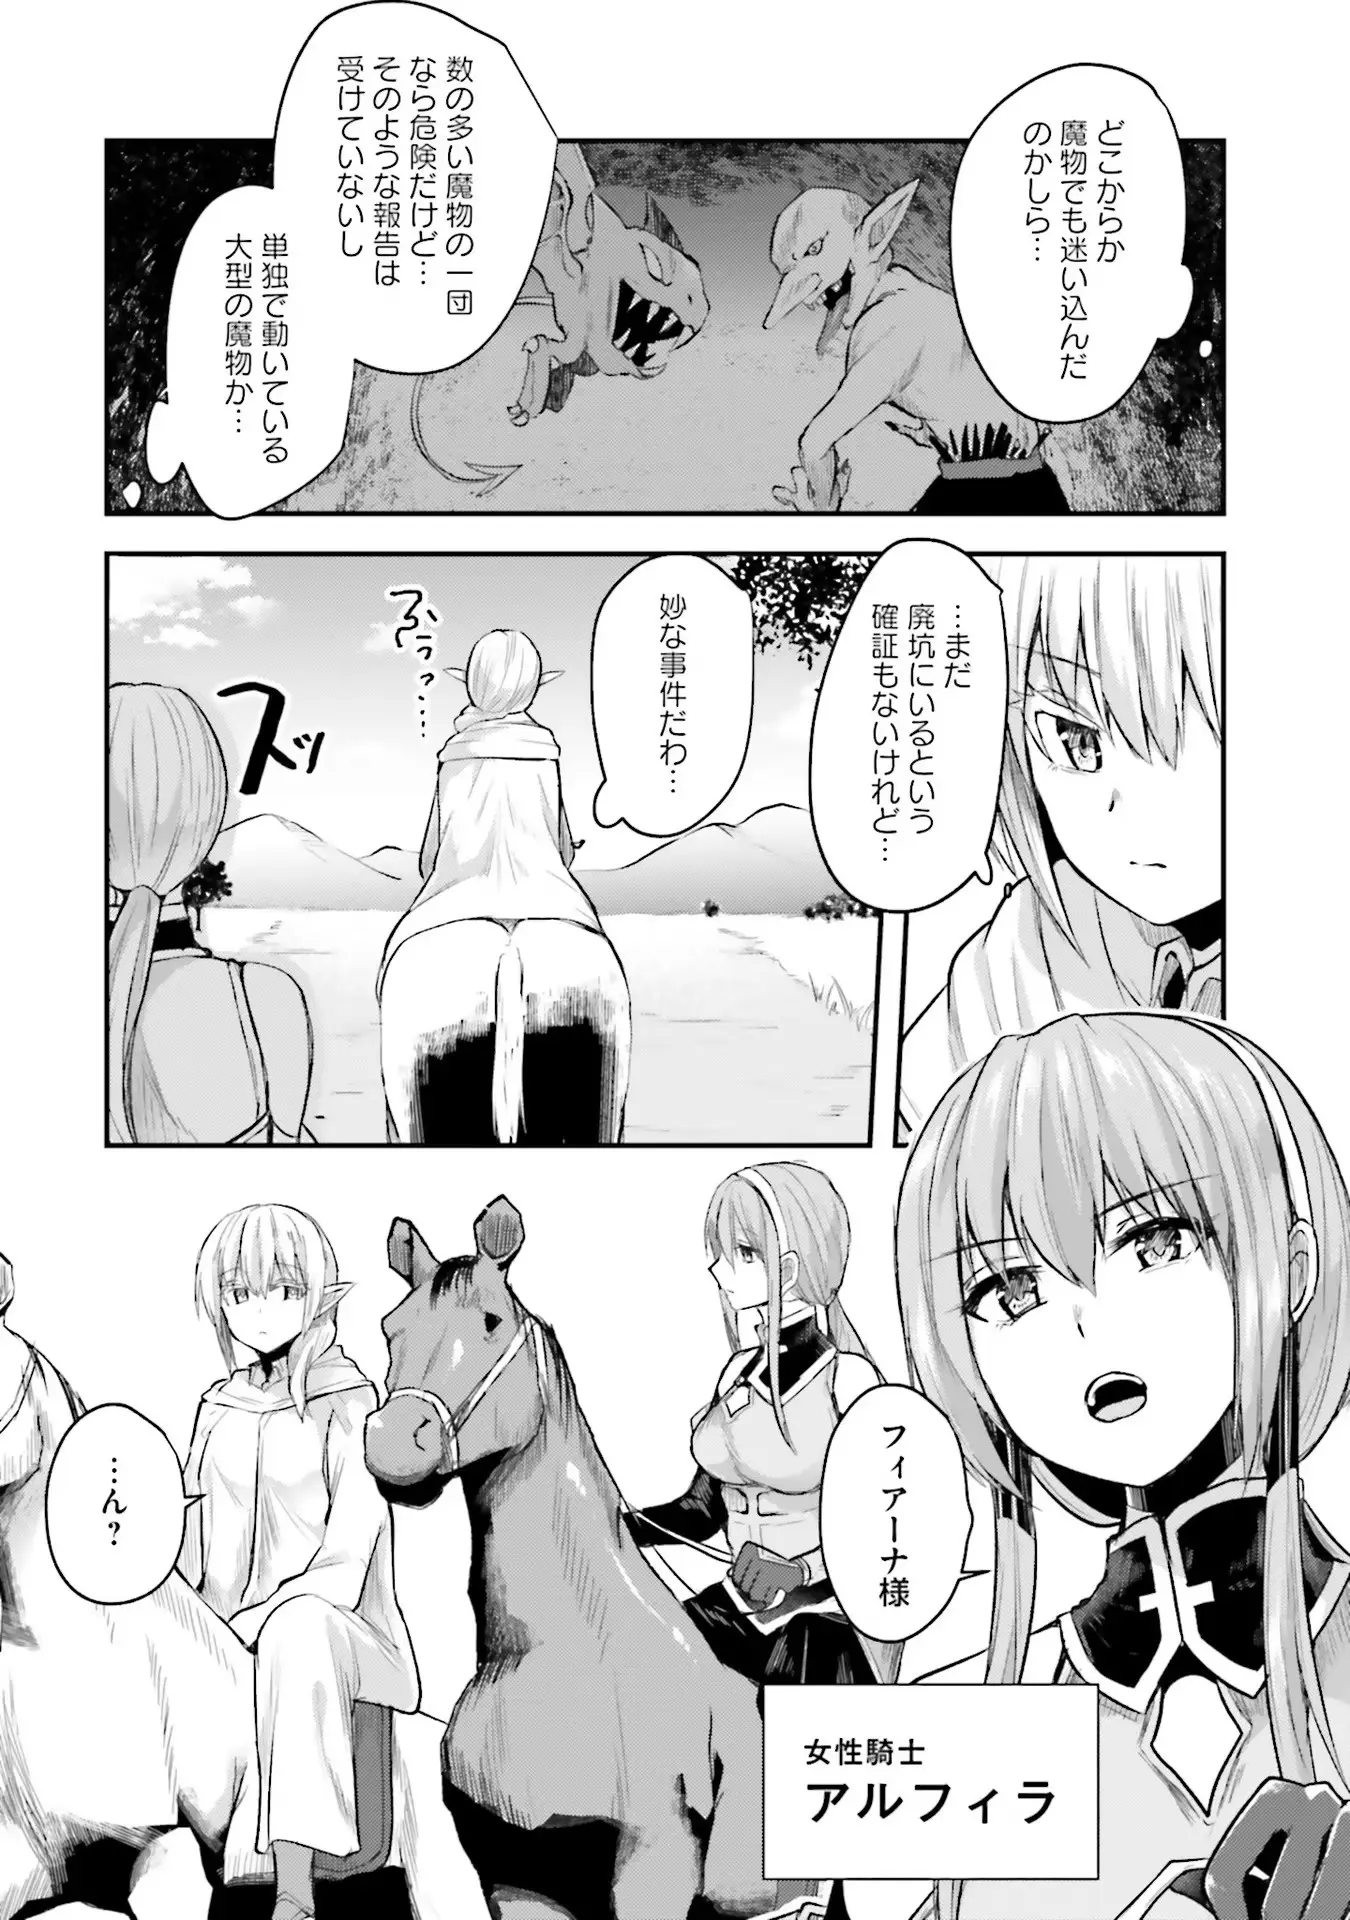 どこからか
魔物でも迷い込んだ
のかしら…
数の多い魔物の一団
なら危険だけど…
そのような報告は
受けていないし
単独で動いている
大型の魔物か…
…まだ
廃坑にいるという
確証もないけれど…
妙な事件だわ…
ふぅっ……
スッ
フィアーナ様
…ん?
女性騎士
アルフィラ